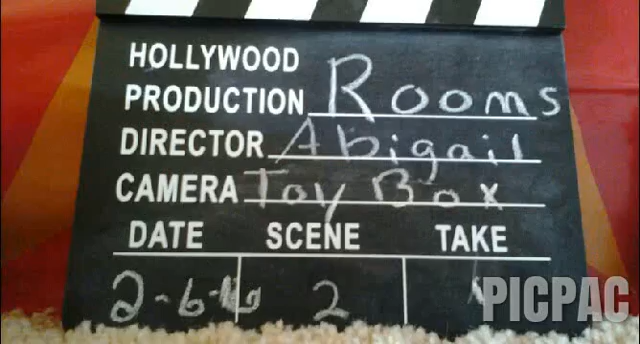 HOLLYWOOD
PRODUCTION Rooms
DIRECTOR Abigail
CAMERA Toy Box
DATE SCENE TAKE
2-6-16 2
PICPAC